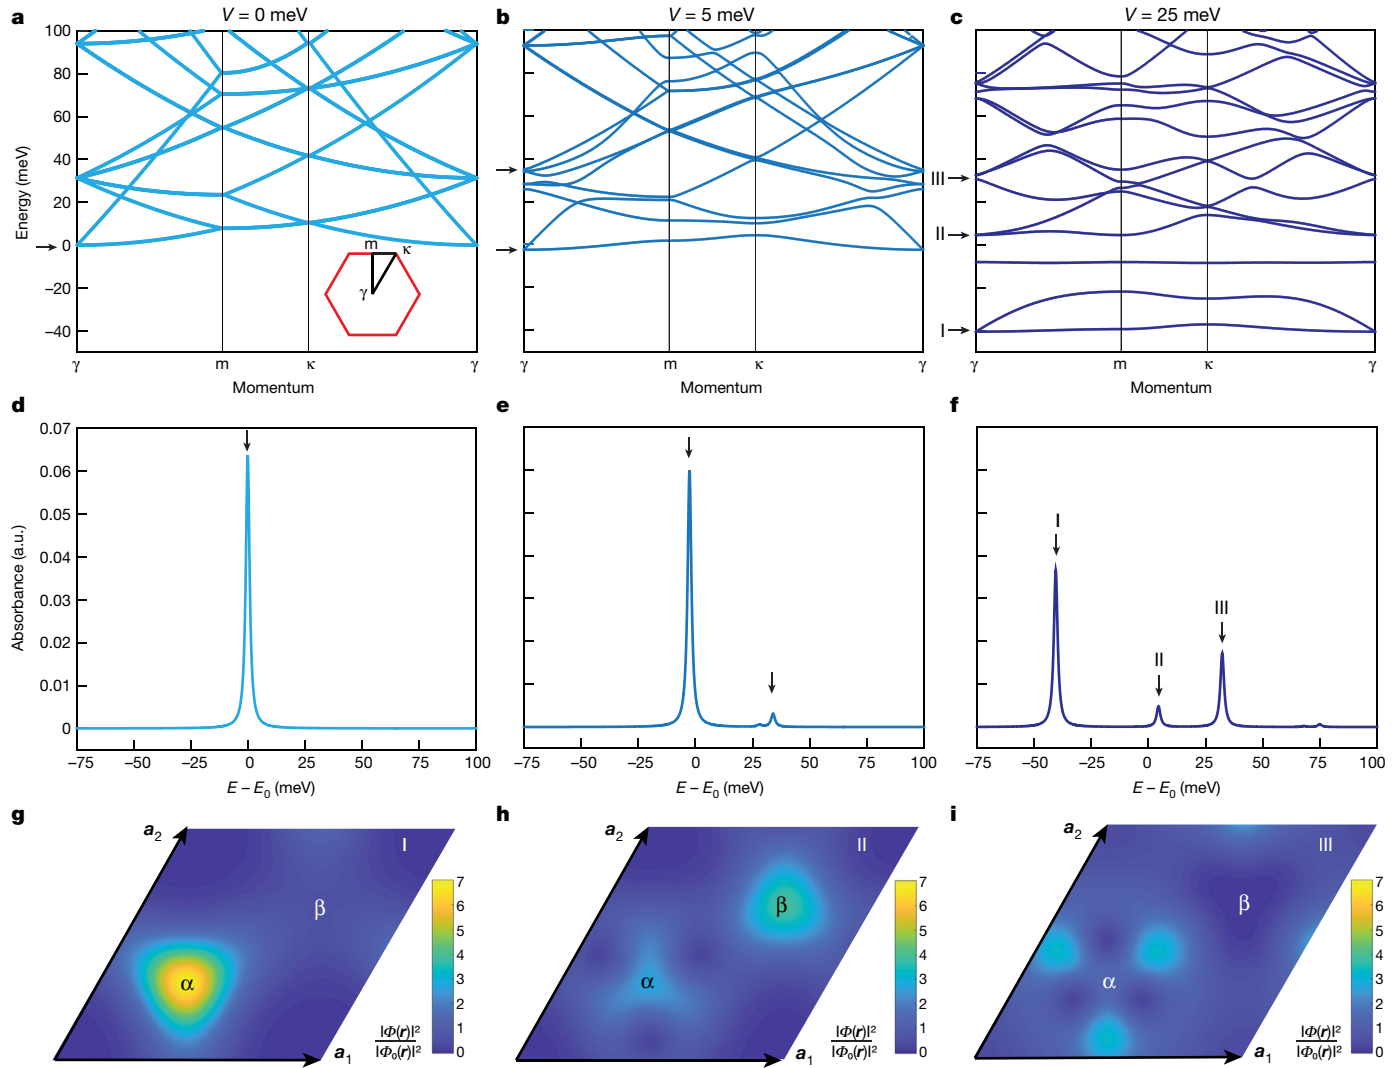 a V = 0 meV
b V = 5 meV
c V = 25 meV
100
80
60
40
20
0
−20
−40
Energy (meV)
m
κ
γ
III
II
I
γ m κ γ
γ m κ γ
γ m κ γ
Momentum
Momentum
Momentum
d
e
f
0.07
0.06
0.05
0.04
0.03
0.02
0.01
0
Absorbance (a.u.)
I
II
III
−75 −50 −25 0 25 50 75 100
−75 −50 −25 0 25 50 75 100
−75 −50 −25 0 25 50 75 100
E − E0 (meV)
E − E0 (meV)
E − E0 (meV)
g
a2
I
β
α
a1
7
6
5
4
3
2
1
0
|Φ(r)|²
|Φ0(r)|²
h
a2
II
β
α
a1
7
6
5
4
3
2
1
0
|Φ(r)|²
|Φ0(r)|²
i
a2
III
β
α
a1
7
6
5
4
3
2
1
0
|Φ(r)|²
|Φ0(r)|²